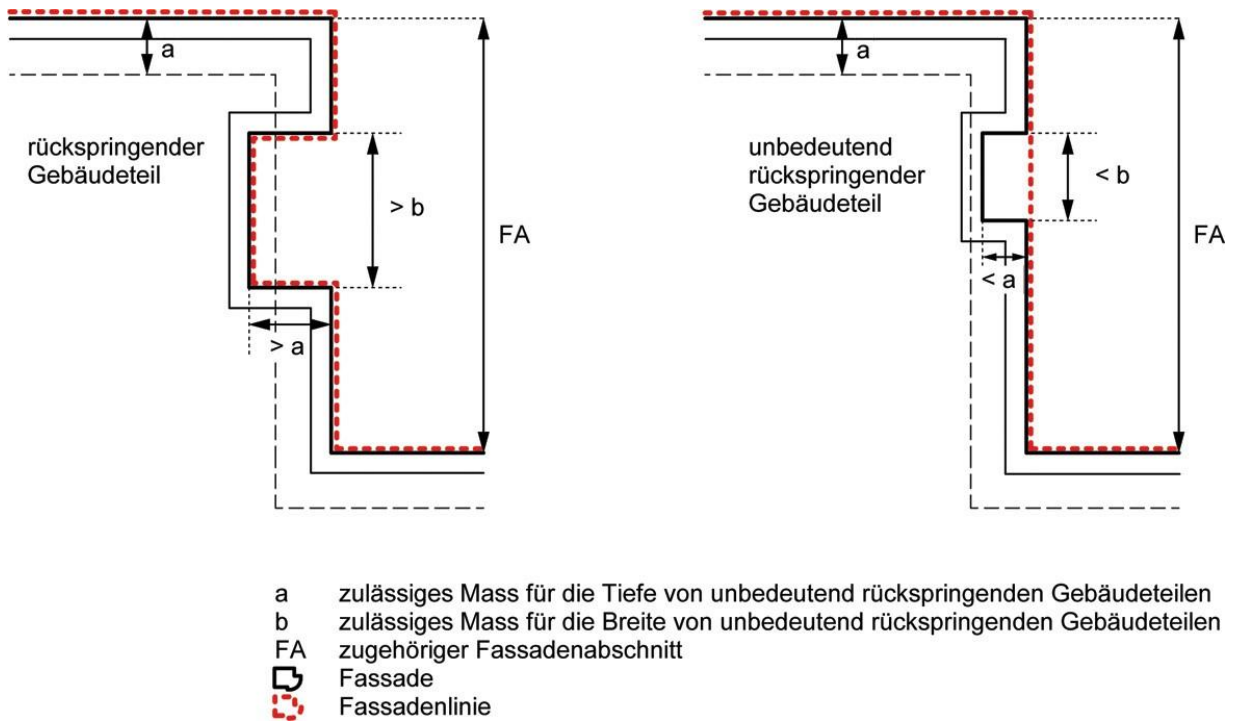 a
rückspringender
Gebäudeteil
> b
FA
> a
a
unbedeutend
rückspringender
Gebäudeteil
< b
FA
< a
a zulässiges Mass für die Tiefe von unbedeutend rückspringenden Gebäudeteilen
b zulässiges Mass für die Breite von unbedeutend rückspringenden Gebäudeteilen
FA zugehöriger Fassadenabschnitt
Fassade
Fassadenlinie